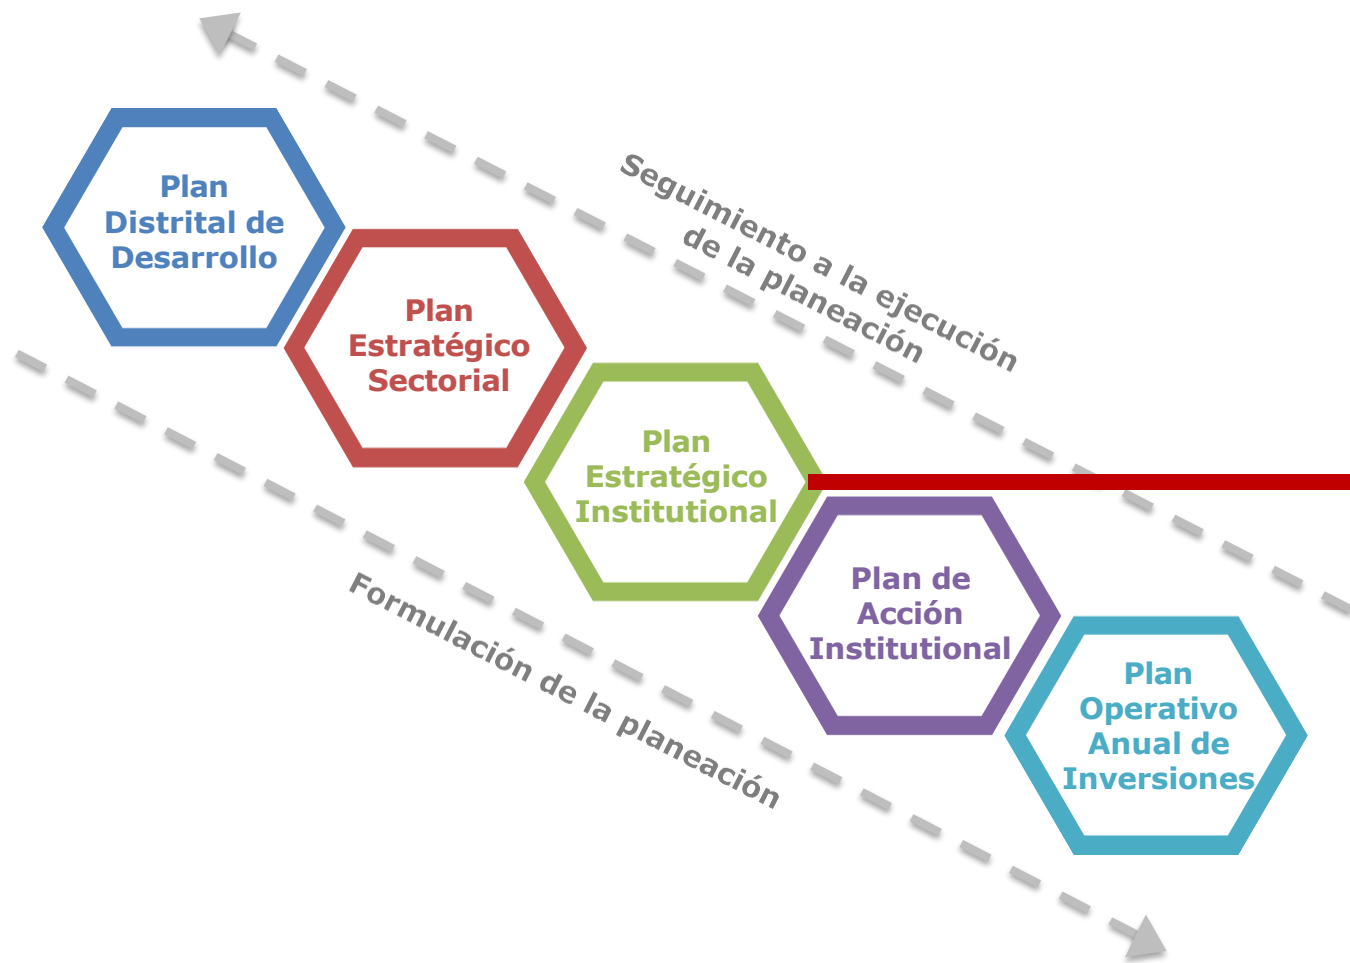 Plan
Distrital de
Desarrollo
Seguimiento a la ejecución
de la planeación
Plan
Estratégico
Sectorial
Plan
Estratégico
Institutional
Formulación de la planeación
Plan de
Acción
Institutional
Plan
Operativo
Anual de
Inversiones